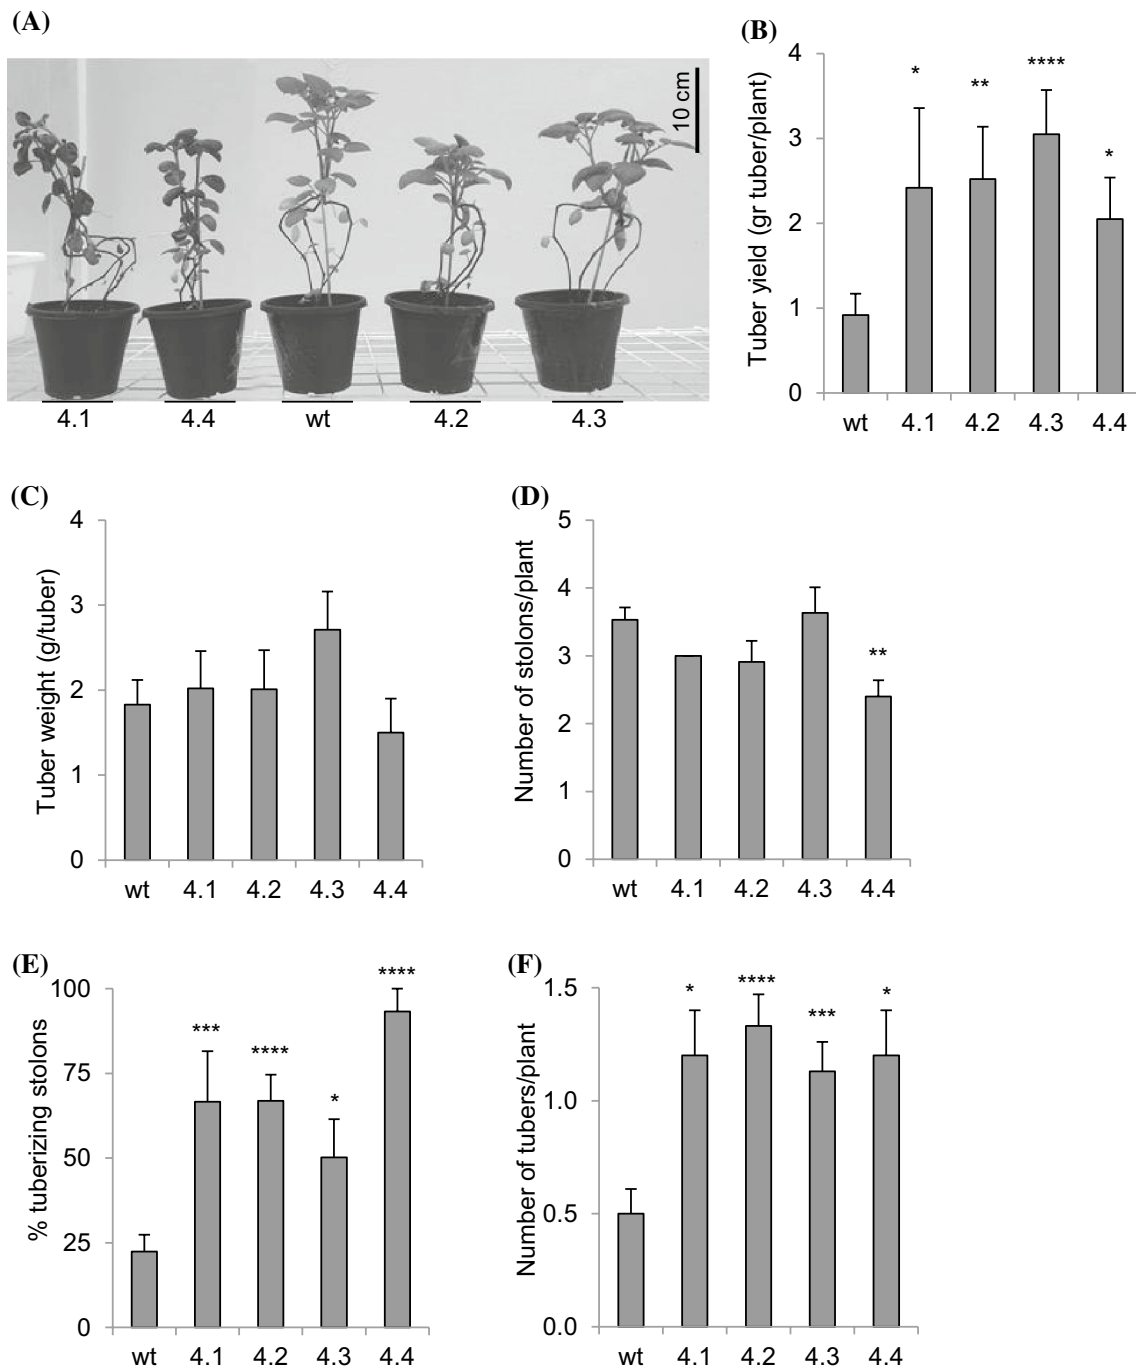 (A)
10 cm
4.1 4.4 wt 4.2 4.3
(B)
Tuber yield (gr tuber/plant)
4
3
2
1
0
* ** **** *
wt 4.1 4.2 4.3 4.4
(C)
Tuber weight (g/tuber)
4
3
2
1
0
wt 4.1 4.2 4.3 4.4
(D)
Number of stolons/plant
5
4
3
2
1
0
**
wt 4.1 4.2 4.3 4.4
(E)
% tuberizing stolons
100
75
50
25
0
*** **** * ****
wt 4.1 4.2 4.3 4.4
(F)
Number of tubers/plant
1.5
1.0
0.5
0.0
* **** *** *
wt 4.1 4.2 4.3 4.4